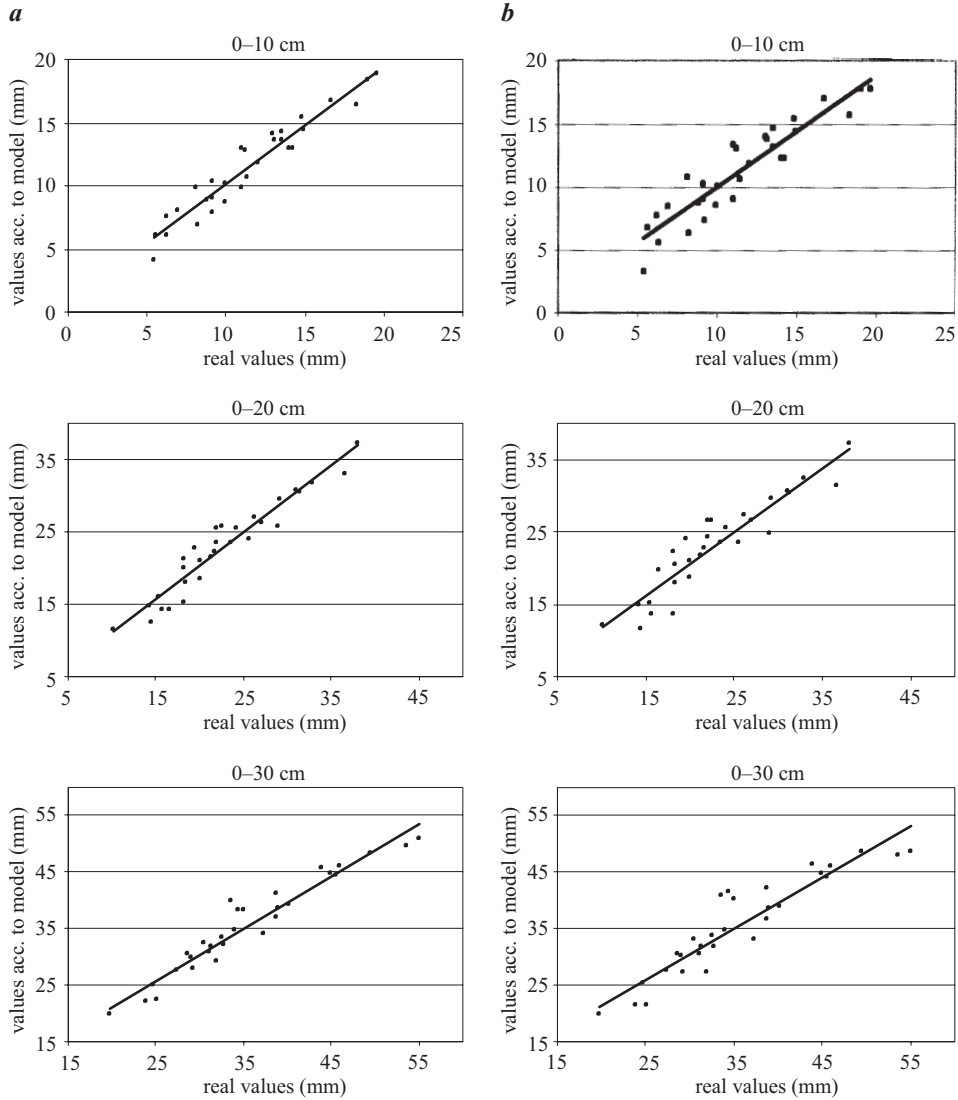 a
0–10 cm
values acc. to model (mm)
20
15
10
5
0
0 5 10 15 20 25
real values (mm)
b
0–10 cm
values acc. to model (mm)
20
15
10
5
0
0 5 10 15 20 25
real values (mm)
0–20 cm
values acc. to model (mm)
35
25
15
5
5 15 25 35 45
real values (mm)
0–20 cm
values acc. to model (mm)
35
25
15
5
5 15 25 35 45
real values (mm)
0–30 cm
values acc. to model (mm)
55
45
35
25
15
15 25 35 45 55
real values (mm)
0–30 cm
values acc. to model (mm)
55
45
35
25
15
15 25 35 45 55
real values (mm)